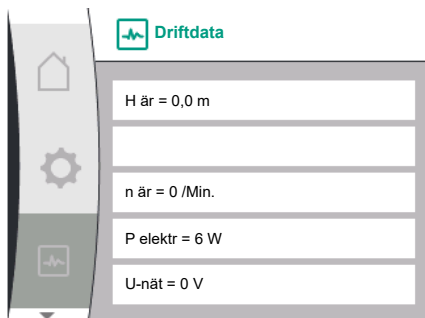 Driftdata
H är = 0,0 m
n är = 0 /Min.
P elektr = 6 W
U-nät = 0 V